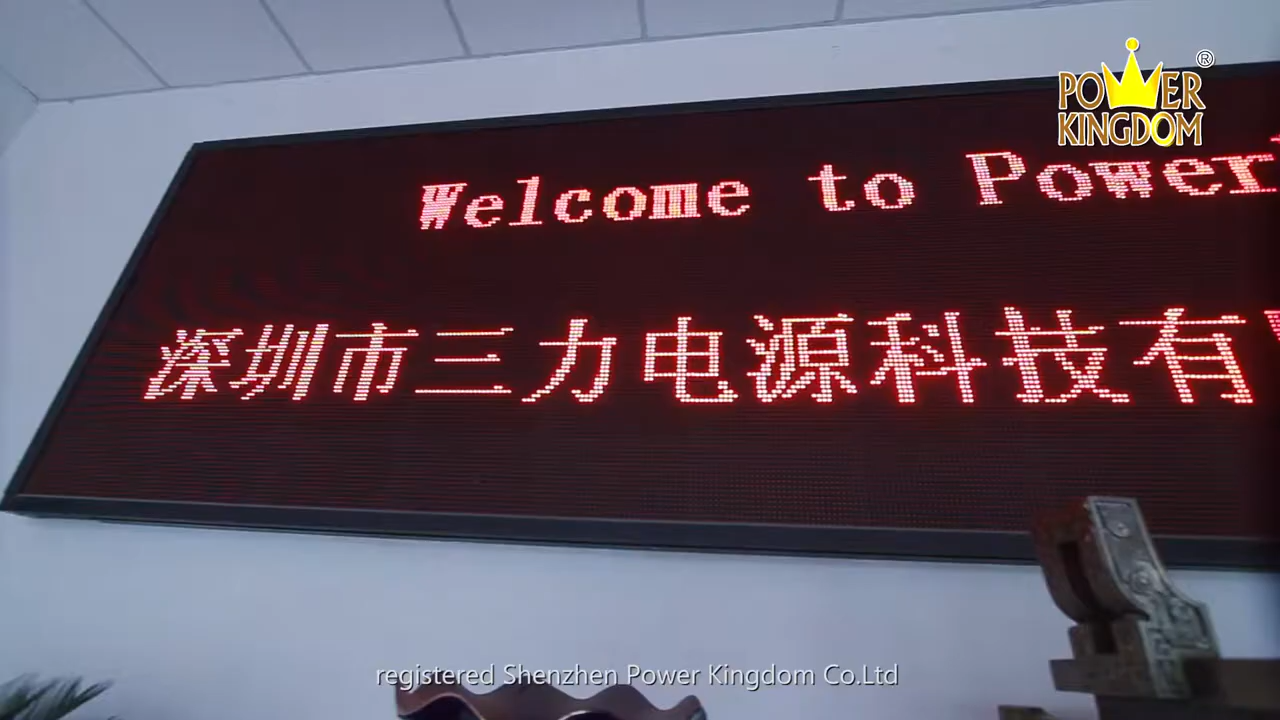 POWER
KINGDOM
®
Welcome to Power
深圳市三力电源科技有
registered Shenzhen Power Kingdom Co.Ltd